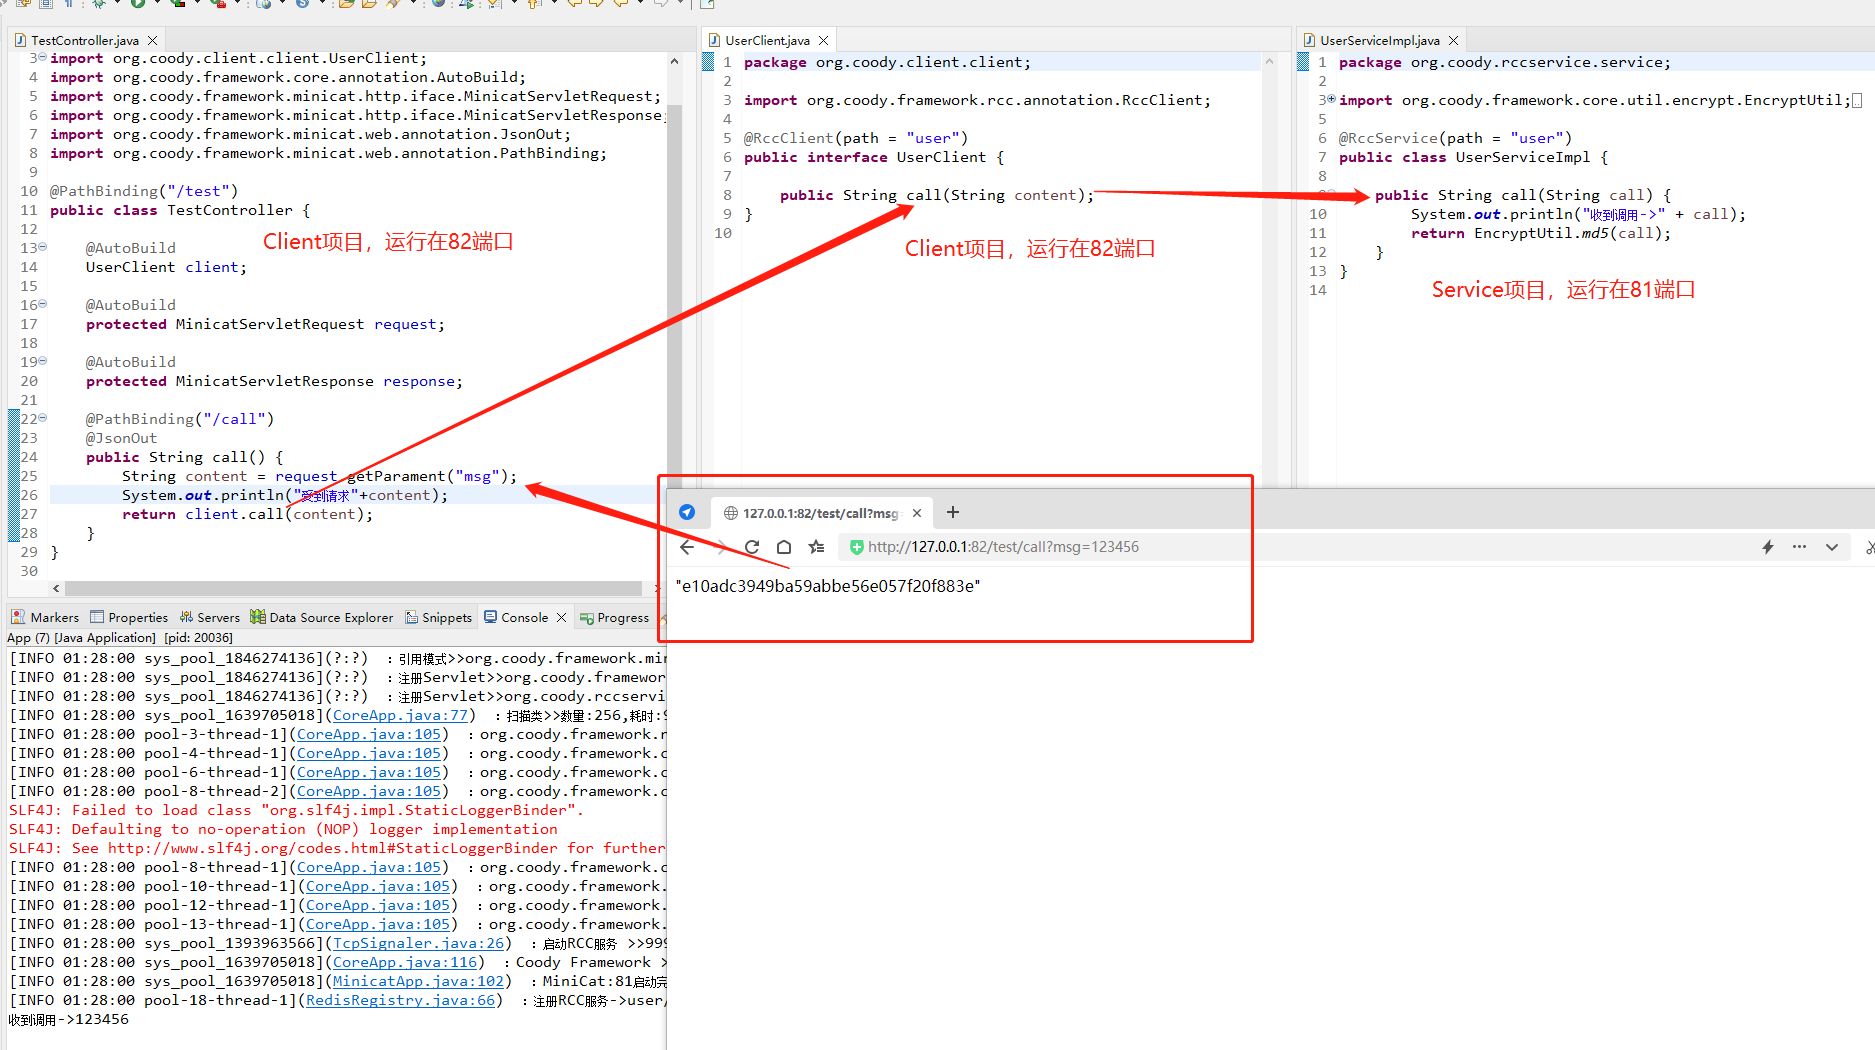 TestController.java
3 import org.coody.client.client.UserClient;
4 import org.coody.framework.core.annotation.AutoBuild;
5 import org.coody.framework.minicat.http.iface.MinicatServletRequest;
6 import org.coody.framework.minicat.http.iface.MinicatServletResponse;
7 import org.coody.framework.minicat.web.annotation.JsonOut;
8 import org.coody.framework.minicat.web.annotation.PathBinding;
9
10 @PathBinding("/test")
11 public class TestController {
12
13 @AutoBuild
14 UserClient client;
15
16 @AutoBuild
17 protected MinicatServletRequest request;
18
19 @AutoBuild
20 protected MinicatServletResponse response;
21
22 @PathBinding("/call")
23 @JsonOut
24 public String call() {
25 String content = request getParament("msg");
26 System.out.println("受到请求"+content);
27 return client.call(content);
28 }
29 }
30
Client项目，运行在82端口
UserClient.java
1 package org.coody.client.client;
2
3 import org.coody.framework.rcc.annotation.RccClient;
4
5 @RccClient(path = "user")
6 public interface UserClient {
7
8 public String call(String content);
9 }
10
Client项目，运行在82端口
UserServiceImpl.java
1 package org.coody.rccservice.service;
2
3 import org.coody.framework.core.util.encrypt.EncryptUtil;
5
6 @RccService(path = "user")
7 public class UserServiceImpl {
8
public String call(String call) {
10 System.out.println("收到调用->" + call);
11 return EncryptUtil.md5(call);
12 }
13 }
14
Service项目，运行在81端口
127.0.0.1:82/test/call?msg
http://127.0.0.1:82/test/call?msg=123456
"e10adc3949ba59abbe56e057f20f883e"
Markers Properties Servers Data Source Explorer Snippets Console Progress
App (7) [Java Application] [pid: 20036]
[INFO 01:28:00 sys_pool_1846274136](?:?) :引用模式>>org.coody.framework.min
[INFO 01:28:00 sys_pool_1846274136](?:?) :注册Servlet>>org.coody.framewor
[INFO 01:28:00 sys_pool_1846274136](?:?) :注册Servlet>>org.coody.rccservi
[INFO 01:28:00 sys_pool_1639705018](CoreApp.java:77) :扫描类>>数量:256,耗时:9
[INFO 01:28:00 pool-3-thread-1](CoreApp.java:105) :org.coody.framework.r
[INFO 01:28:00 pool-4-thread-1](CoreApp.java:105) :org.coody.framework.c
[INFO 01:28:00 pool-6-thread-1](CoreApp.java:105) :org.coody.framework.c
[INFO 01:28:00 pool-8-thread-2](CoreApp.java:105) :org.coody.framework.c
SLF4J: Failed to load class "org.slf4j.impl.StaticLoggerBinder".
SLF4J: Defaulting to no-operation (NOP) logger implementation
SLF4J: See http://www.slf4j.org/codes.html#StaticLoggerBinder for further
[INFO 01:28:00 pool-8-thread-1](CoreApp.java:105) :org.coody.framework.c
[INFO 01:28:00 pool-10-thread-1](CoreApp.java:105) :org.coody.framework.
[INFO 01:28:00 pool-12-thread-1](CoreApp.java:105) :org.coody.framework.
[INFO 01:28:00 pool-13-thread-1](CoreApp.java:105) :org.coody.framework.
[INFO 01:28:00 sys_pool_1393963566](TcpSignaler.java:26) :启动RCC服务 >>999
[INFO 01:28:00 sys_pool_1639705018](CoreApp.java:116) :Coody Framework >
[INFO 01:28:00 sys_pool_1639705018](MinicatApp.java:102) :MiniCat:81启动完
[INFO 01:28:00 pool-18-thread-1](RedisRegistry.java:66) :注册RCC服务->user/
收到调用->123456